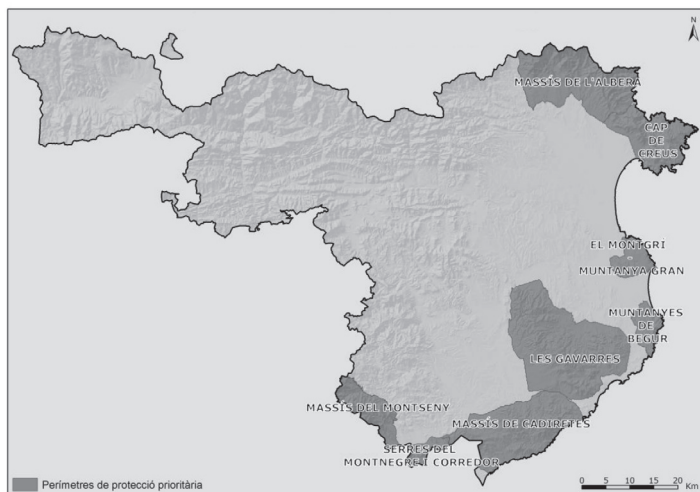 N
MASSÍS DE L'ALBERA
CAP
DE
CREUS
EL MONTGRÍ
MUNTANYA GRAN
MUNTANYES
DE
BEGUR
LES GAVARRES
MASSÍS DEL MONTSENY
MASSÍS DE CADIRETES
SERRES DEL
MONTNEGRE I CORREDOR
Perímetres de protecció prioritària
0 5 10 15 20
Km